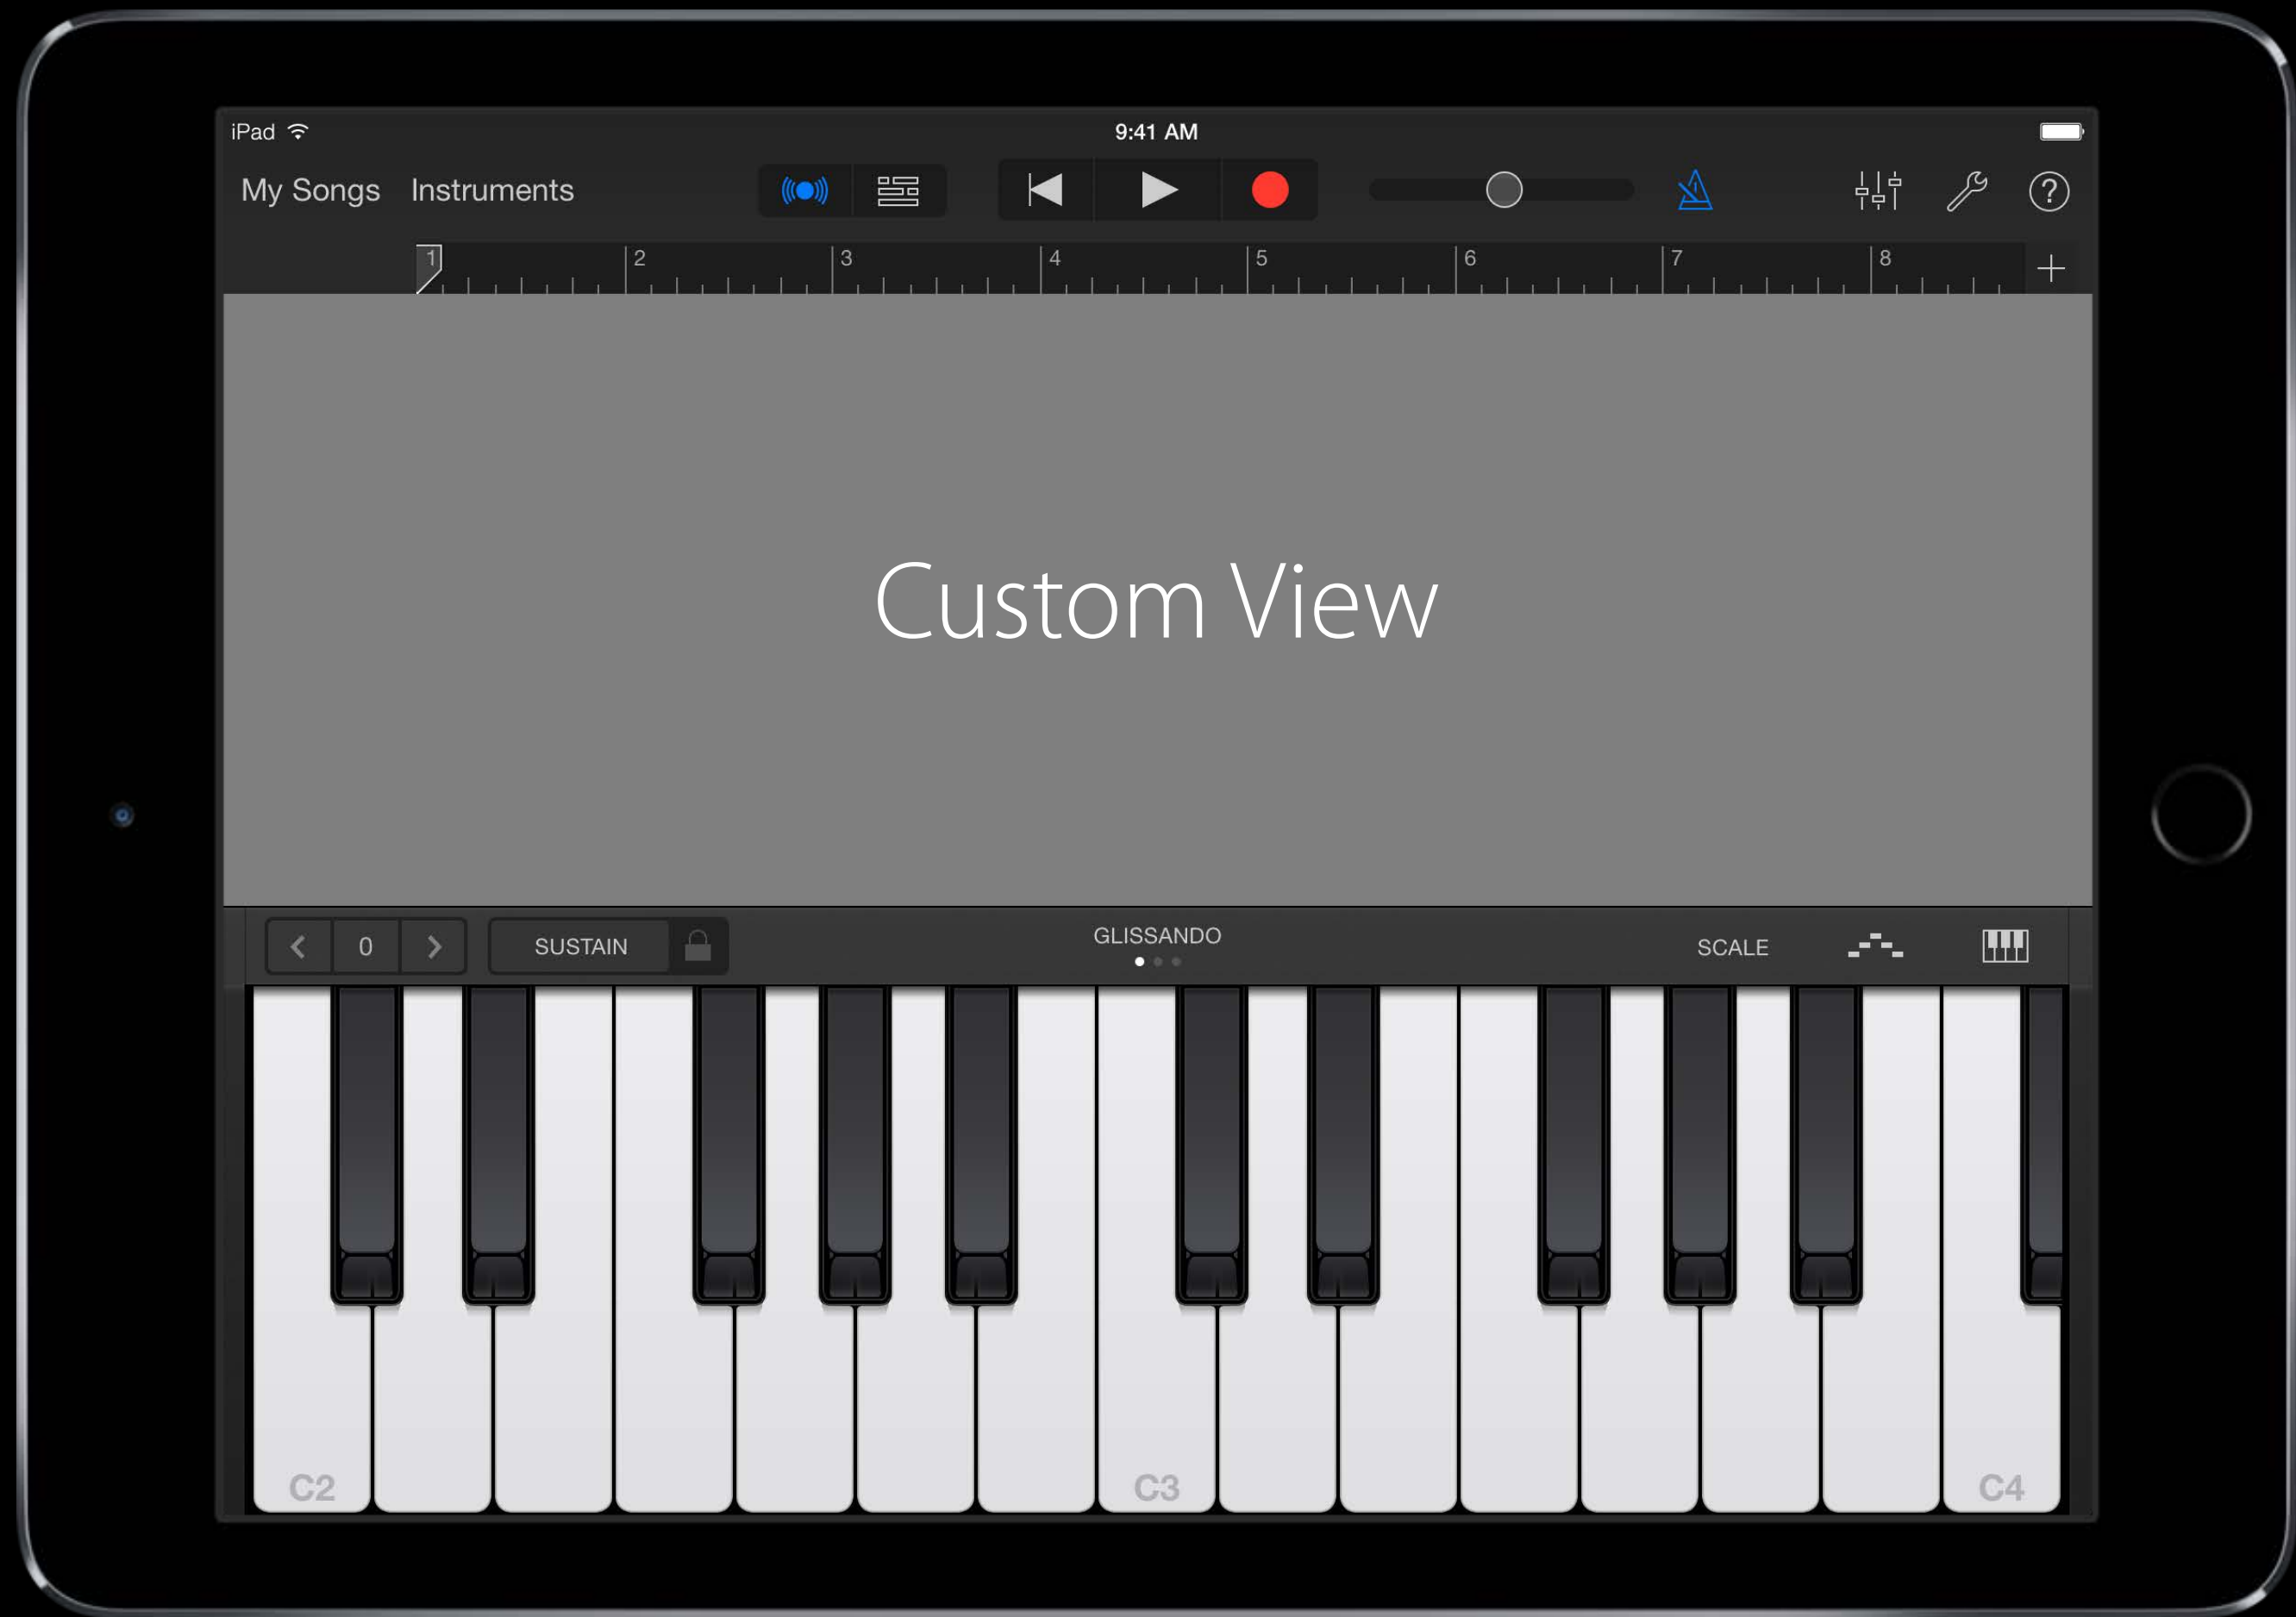 iPad 9:41 AM
My Songs Instruments ?
1 2 3 4 5 6 7 8
Custom View
0 SUSTAIN GLISSANDO SCALE
C2 C3 C4